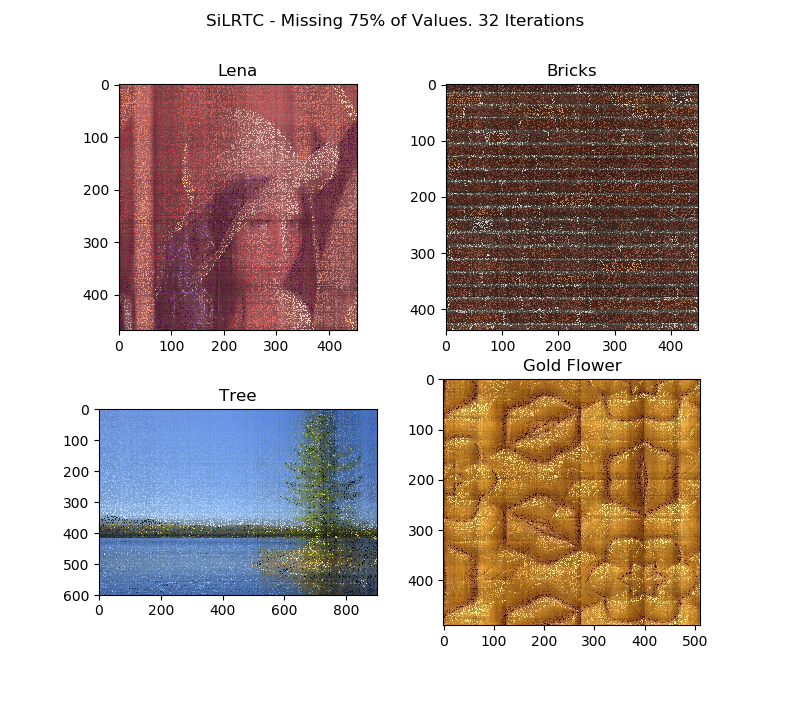 SiLRTC - Missing 75% of Values. 32 Iterations
Lena
0
100
200
300
400
0 100 200 300 400
Bricks
0
100
200
300
400
0 100 200 300 400
Tree
0
100
200
300
400
500
600
0 200 400 600 800
Gold Flower
0
100
200
300
400
0 100 200 300 400 500